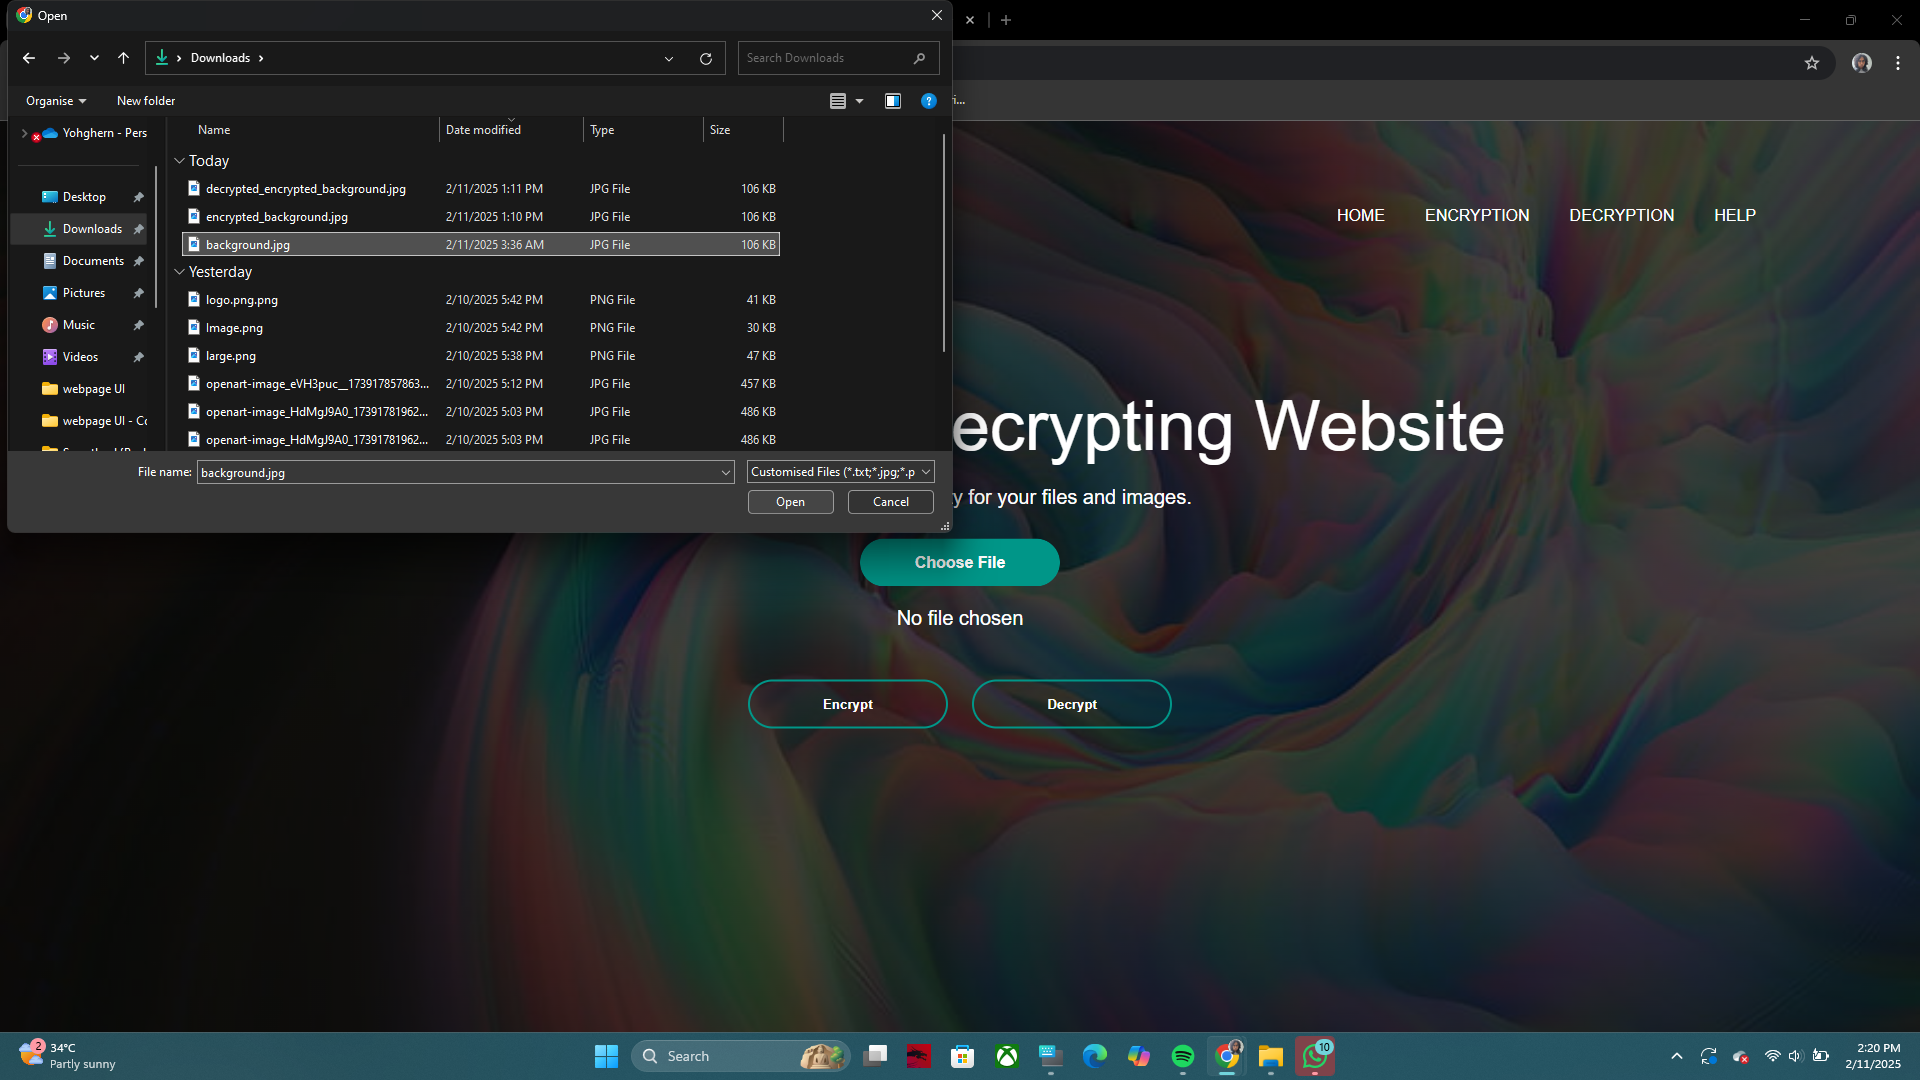 Open
Downloads
Search Downloads
Organise
New folder
Yohghern - Pers
Desktop
Downloads
Documents
Pictures
Music
Videos
webpage UI
webpage UI - Co
Name Date modified Type Size
Today
decrypted_encrypted_background.jpg 2/11/2025 1:11 PM JPG File 106 KB
encrypted_background.jpg 2/11/2025 1:10 PM JPG File 106 KB
background.jpg 2/11/2025 3:36 AM JPG File 106 KB
Yesterday
logo.png.png 2/10/2025 5:42 PM PNG File 41 KB
Image.png 2/10/2025 5:42 PM PNG File 30 KB
large.png 2/10/2025 5:38 PM PNG File 47 KB
openart-image_eVH3puc__173917857863... 2/10/2025 5:12 PM JPG File 457 KB
openart-image_HdMgJ9A0_17391781962... 2/10/2025 5:03 PM JPG File 486 KB
openart-image_HdMgJ9A0_17391781962... 2/10/2025 5:03 PM JPG File 486 KB
File name: background.jpg
Customised Files (*.txt;*.jpg;*.p
Open
Cancel
HOME ENCRYPTION DECRYPTION HELP
ecrypting Website
y for your files and images.
Choose File
No file chosen
Encrypt
Decrypt
2
34°C
Partly sunny
Search
10
2:20 PM
2/11/2025